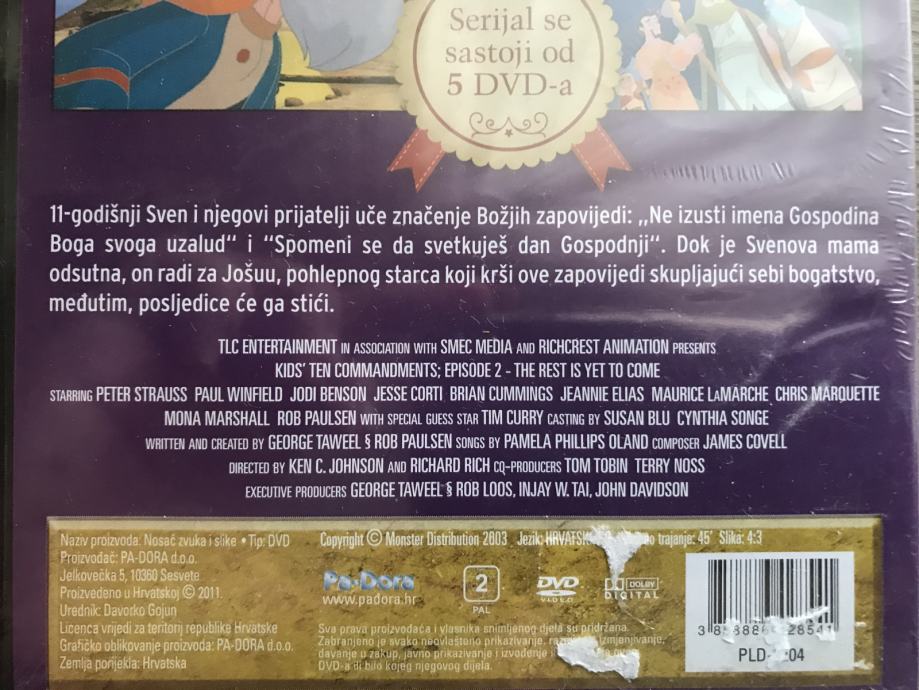 Serijal se
sastoji od
5 DVD-a
11-godišnji Sven i njegovi prijatelji uče značenje Božjih zapovijedi: „Ne izusti imena Gospodina
Boga svoga uzalud“ i “Spomeni se da svetkuješ dan Gospodnji“. Dok je Svenova mama
odsutna, on radi za Jošuu, pohlepnog starca koji krši ove zapovijedi skupljajući sebi bogatstvo,
međutim, posljedice će ga stići.
TLC ENTERTAINMENT IN ASSOCIATION WITH SMEC MEDIA AND RICHCREST ANIMATION PRESENTS
KIDS' TEN COMMANDMENTS; EPISODE 2 - THE REST IS YET TO COME
STARRING PETER STRAUSS PAUL WINFIELD JODI BENSON JESSE CORTI BRIAN CUMMINGS JEANNIE ELIAS MAURICE LAMARCHE CHRIS MARQUETTE
MONA MARSHALL ROB PAULSEN WITH SPECIAL GUEST STAR TIM CURRY CASTING BY SUSAN BLU CYNTHIA SONGE
WRITTEN AND CREATED BY GEORGE TAWEEL § ROB PAULSEN SONGS BY PAMELA PHILLIPS OLAND COMPOSER JAMES COVELL
DIRECTED BY KEN C. JOHNSON AND RICHARD RICH CO-PRODUCERS TOM TOBIN TERRY NOSS
EXECUTIVE PRODUCERS GEORGE TAWEEL § ROB LOOS, INJAY W. TAI, JOHN DAVIDSON
Naziv proizvoda: Nosač zvuka i slike • Tip: DVD
Proizvođač: PA-DORA d.o.o.
Jelkovečka 5, 10360 Sesvete
Proizvedeno u Hrvatskoj © 2011.
Urednik: Davorko Gojun
Licenca vrijedi za teritorij republike Hrvatske
Grafičko oblikovanje proizvoda: PA-DORA d.o.o.
Zemlja porijekla: Hrvatska
Copyright © Monster Distribution 2003 Jezik: trajanje: 45' Slika: 4:3
Pa-Dora
www.padora.hr
2
PAL
DVD
VIDEO
DOLBY
DIGITAL
Sva prava proizvođača i vlasnika snimljenog djela su pridržana.
Zabranjeno je svako neovlašteno prikazivanje, izmjenjivanje,
davanje u zakup, javno prikazivanje i izvođenje
DVD-a ili bilo kojeg njegovog dijela.